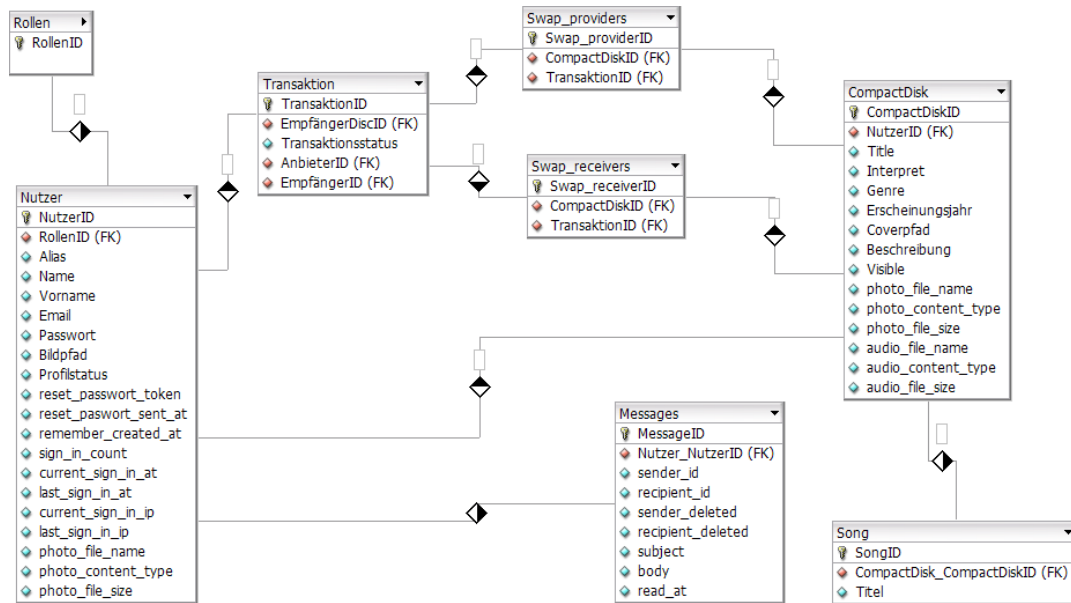 Rollen
RollenID
Transaktion
TransaktionID
EmpfängerDiscID (FK)
Transaktionsstatus
AnbieterID (FK)
EmpfängerID (FK)
Swap_providers
Swap_providerID
CompactDiskID (FK)
TransaktionID (FK)
Swap_receivers
Swap_receiverID
CompactDiskID (FK)
TransaktionID (FK)
CompactDisk
CompactDiskID
NutzerID (FK)
Title
Interpret
Genre
Erscheinungsjahr
Coverpfad
Beschreibung
Visible
photo_file_name
photo_content_type
photo_file_size
audio_file_name
audio_content_type
audio_file_size
Nutzer
NutzerID
RollenID (FK)
Alias
Name
Vorname
Email
Passwort
Bildpfad
Profilstatus
reset_passwort_token
reset_paswort_sent_at
remember_created_at
sign_in_count
current_sign_in_at
last_sign_in_at
current_sign_in_ip
last_sign_in_ip
photo_file_name
photo_content_type
photo_file_size
Messages
MessageID
Nutzer_NutzerID (FK)
sender_id
recipient_id
sender_deleted
recipient_deleted
subject
body
read_at
Song
SongID
CompactDisk_CompactDiskID (FK)
Titel